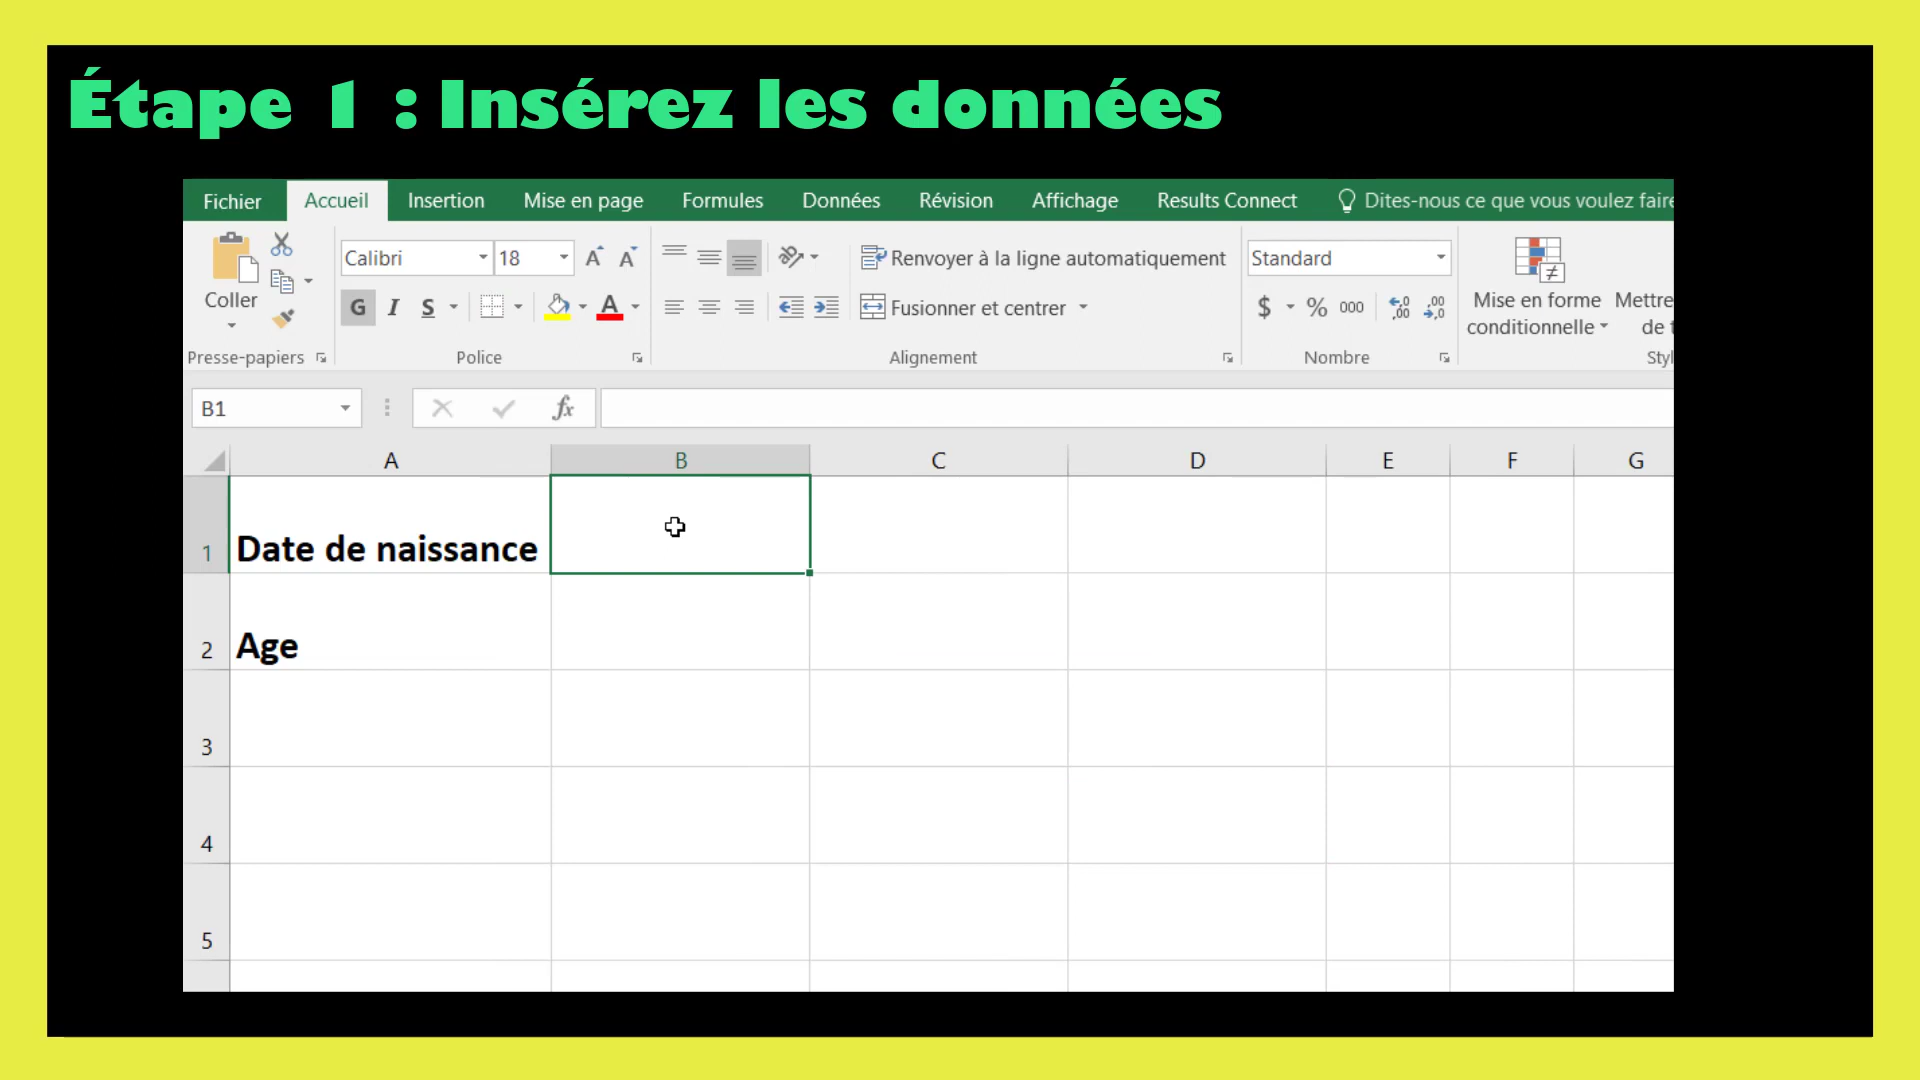 Étape 1 : Insérez les données
Fichier Accueil Insertion Mise en page Formules Données Révision Affichage Results Connect Dites-nous ce que vous voulez faire
Calibri 18 Renvoyer à la ligne automatiquement Standard
Coller G I S A Fusionner et centrer $ % 000 Mise en forme conditionnelle Mettre de
Presse-papiers Police Alignement Nombre
B1 fx
A B C D E F G
1 Date de naissance
2 Age
3
4
5